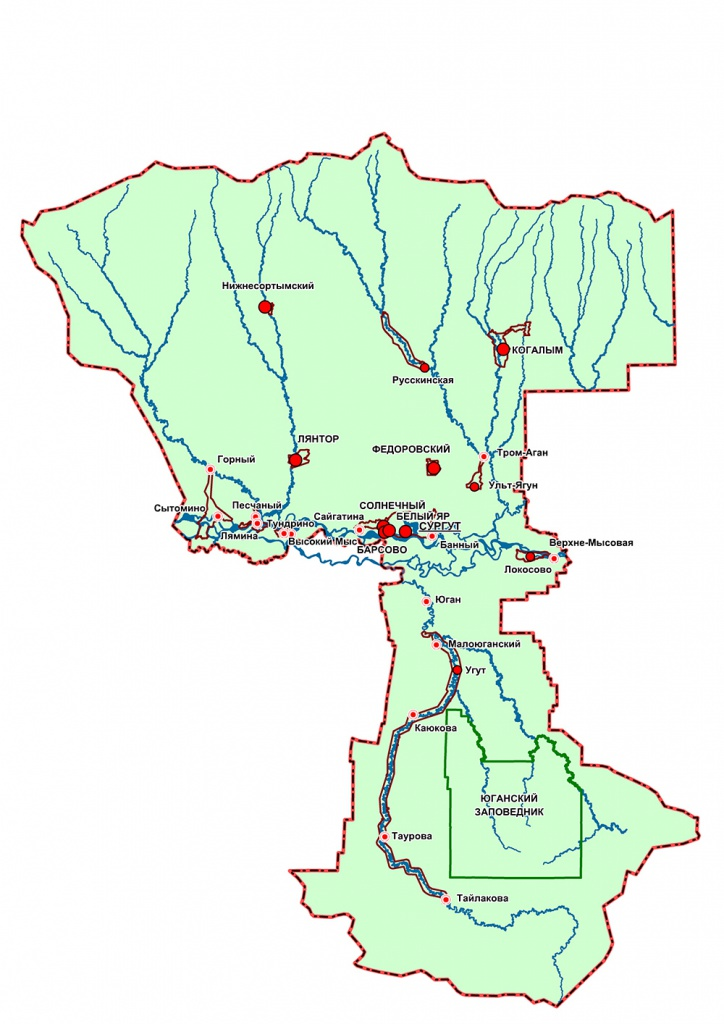 Нижнесортымский
КОГАЛЫМ
Русскинская
ЛЯНТОР
ФЕДОРОВСКИЙ
Тром-Аган
Горный
Ульт-Ягун
Сытомино
Песчаный
СОЛНЕЧНЫЙ
Сайгатина
БЕЛЫЙ ЯР
Тундрино
СУРГУТ
Лямина
Высокий Мыс
БАРСОВО
Банный
Верхне-Мысовая
Локосово
Юган
Малоюганский
Угут
Каюкова
ЮГАНСКИЙ
ЗАПОВЕДНИК
Таурова
Тайлакова